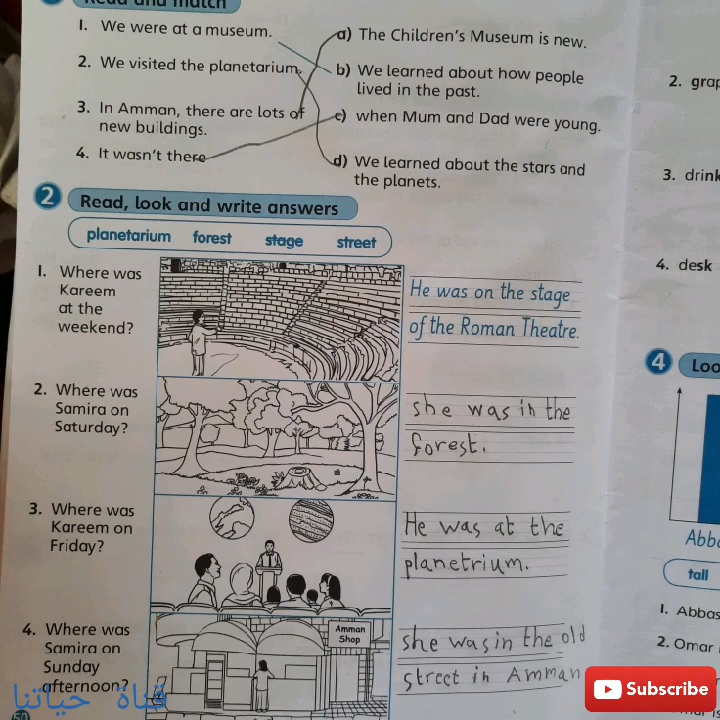 Read and match
1. We were at a museum.
a) The Children's Museum is new.
2. We visited the planetarium.
b) We learned about how people
lived in the past.
3. In Amman, there are lots of
new buildings.
c) when Mum and Dad were young.
4. It wasn't there
d) We learned about the stars and
the planets.
2 Read, look and write answers
planetarium forest stage street
1. Where was
Kareem
at the
weekend?
He was on the stage
of the Roman Theatre.
2. Where was
Samira on
Saturday?
she was in the
forest.
3. Where was
Kareem on
Friday?
He was at the
planetrium.
4. Where was
Samira on
Sunday
afternoon?
Amman
Shop
she was in the old
street in Amman
قناة حياتنا
50
2. grap
3. drink
4. desk
4 Loo
Abba
tall
1. Abbas
2. Omar
Subscribe